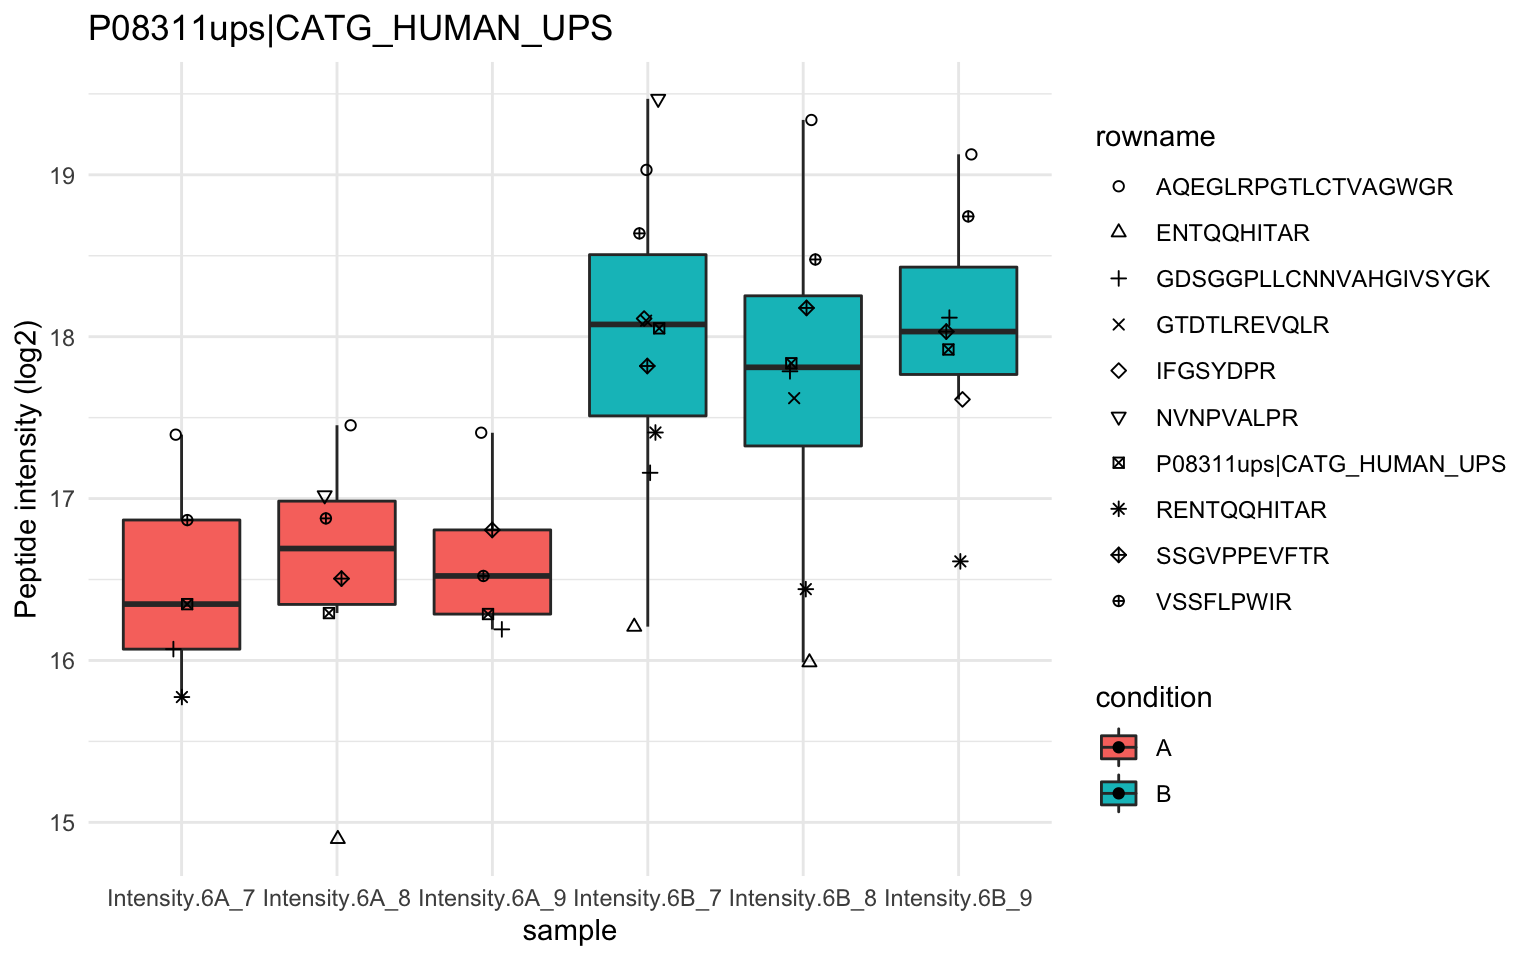 P08311ups|CATG_HUMAN_UPS
Peptide intensity (log2)
19
18
17
16
15
Intensity.6A_7 Intensity.6A_8 Intensity.6A_9 Intensity.6B_7 Intensity.6B_8 Intensity.6B_9
sample
rowname
AQEGLRPGTLCTVAGWGR
ENTQQHITAR
GDSGGPLLCNNVAHGIVSYGK
GTDTLREVQLR
IFGSYDPR
NVNPVALPR
P08311ups|CATG_HUMAN_UPS
RENTQQHITAR
SSGVPPEVFTR
VSSFLPWIR
condition
A
B